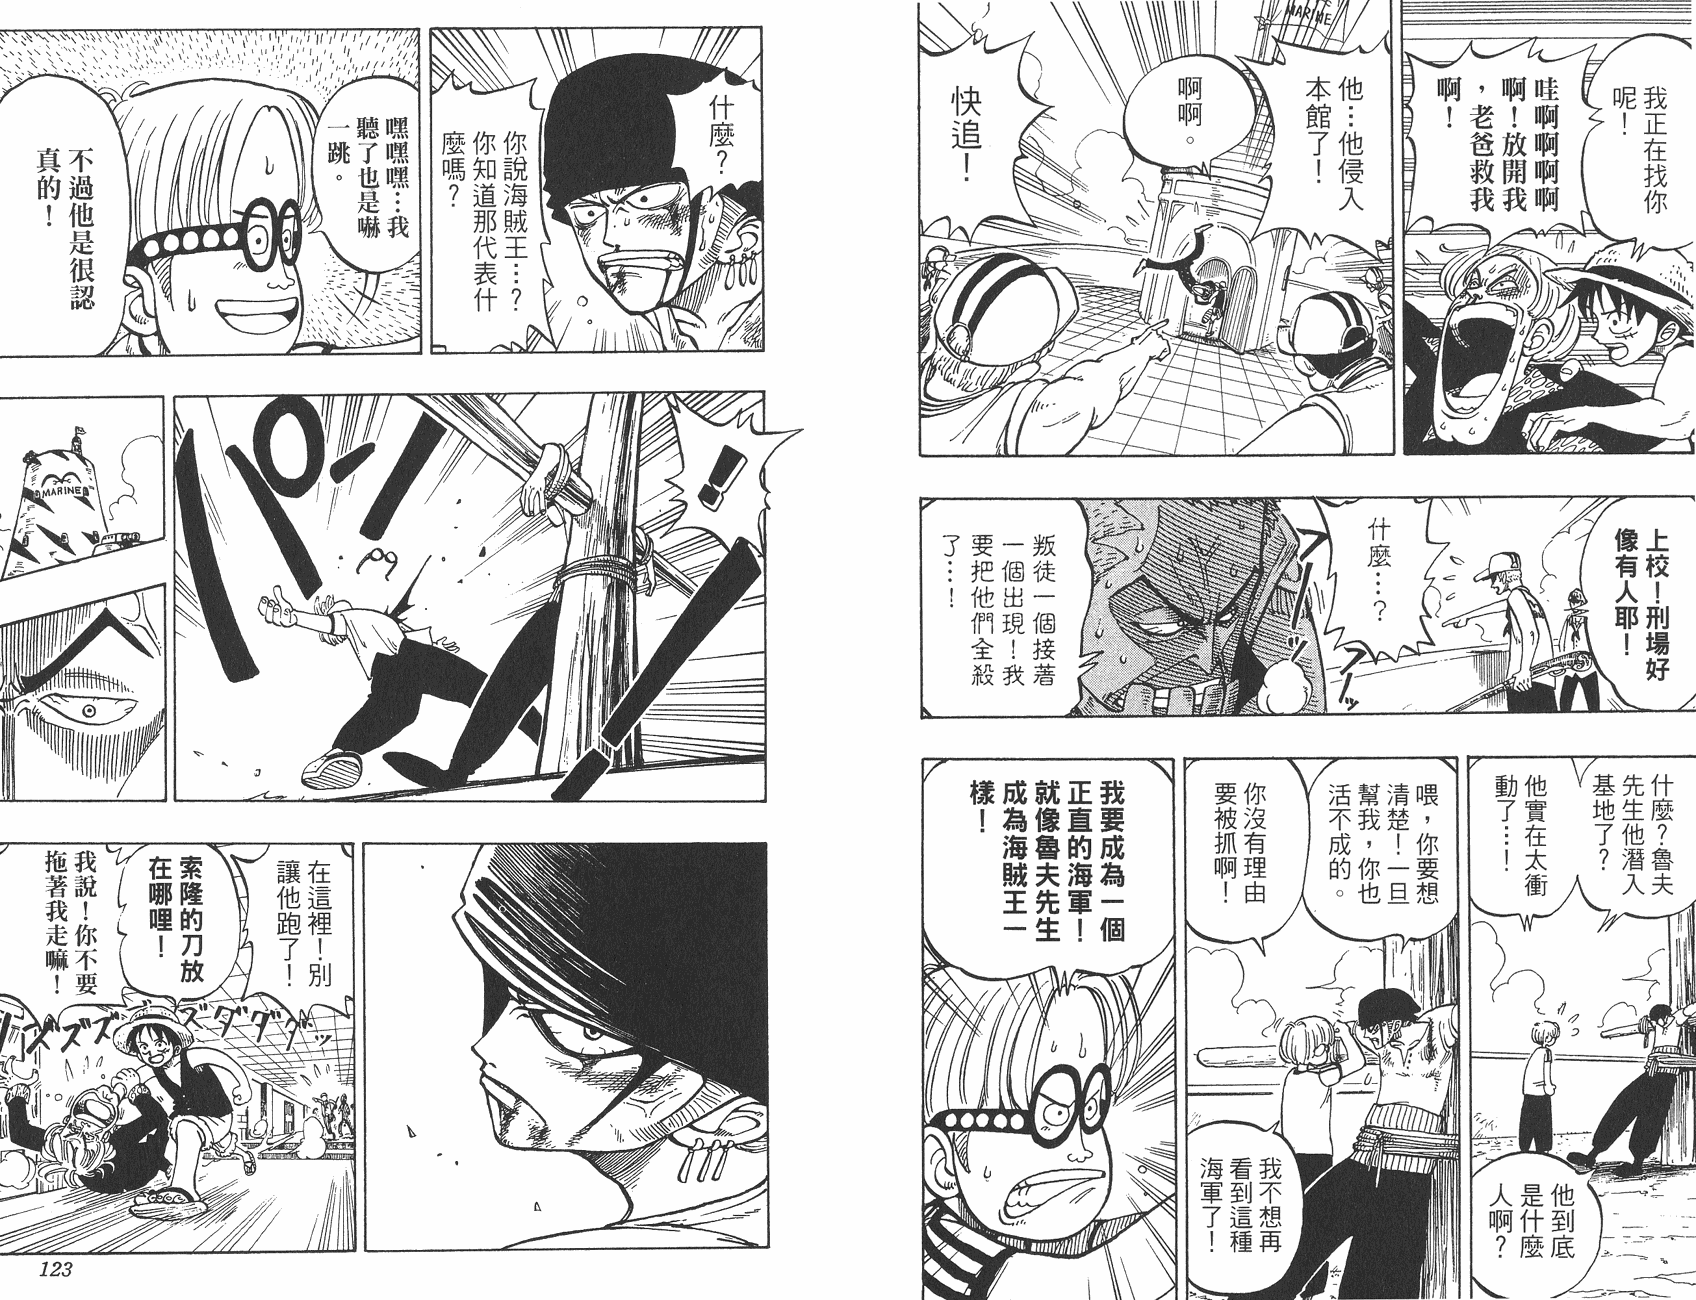 MARINE
我正在找你
呢！
哇啊啊啊啊
啊！放開我
，老爸救我
啊！
他…他侵入
本館了！
啊啊。
快追！
上校！刑場好
像有人耶！
什麼…？
叛徒一個接著
一個出現！我
要把他們全殺
了…！
什麼？魯夫
先生他潛入
基地了？
他實在太衝
動了…！
他到底
是什麼
人啊？
喂，你要想
清楚！一旦
幫我，你也
活不成的。
你沒有理由
要被抓啊！
我不想再
看到這種
海軍了！
我要成為一個
正直的海軍！
就像魯夫先生
成為海賊王一
樣！
什麼？
你說海賊王…？
你知道那代表什
麼嗎？
嘿嘿嘿…我
聽了也是嚇
一跳。
不過他是很認
真的！
！
パーン！
MARINE
在這裡！別
讓他跑了！
索隆的刀放
在哪哩！
我說！你不要
拖著我走嘛！
123